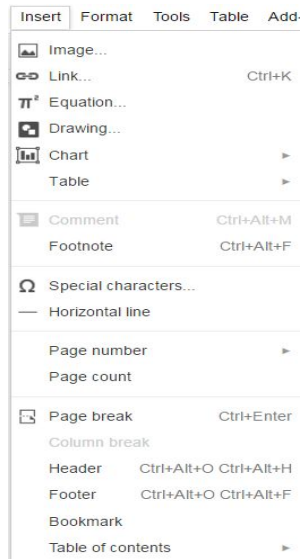 Insert Format Tools Table Add-
Image...
Link... Ctrl+K
π² Equation...
Drawing...
Chart
Table
Comment Ctrl+Alt+M
Footnote Ctrl+Alt+F
Ω Special characters...
Horizontal line
Page number
Page count
Page break Ctrl+Enter
Column break
Header Ctrl+Alt+O Ctrl+Alt+H
Footer Ctrl+Alt+O Ctrl+Alt+F
Bookmark
Table of contents